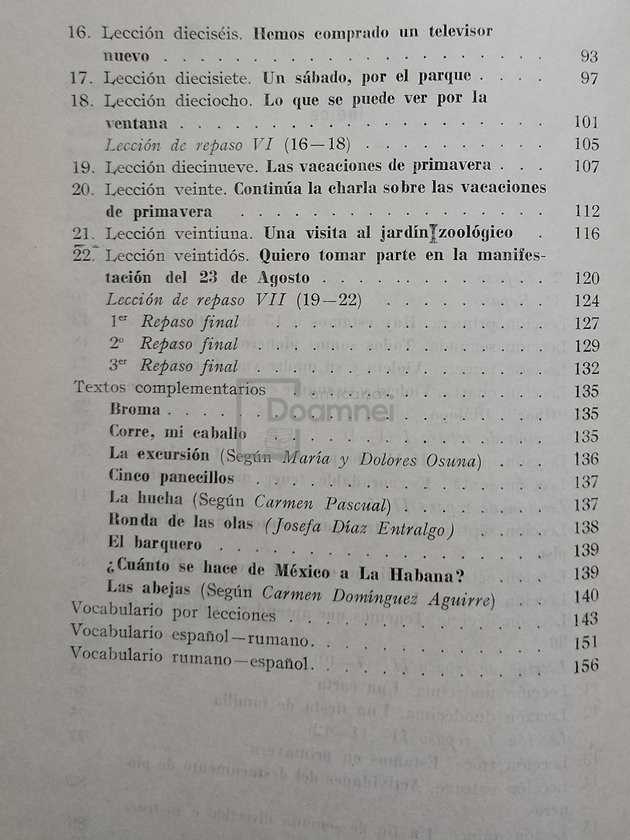 16. Lección dieciséis. Hemos comprado un televisor
nuevo . . . . . . . . . . . . . . . . . . 93
17. Lección diecisiete. Un sábado, por el parque . . . . 97
18. Lección dieciocho. Lo que se puede ver por la
ventana . . . . . . . . . . . . . . . . . 101
Lección de repaso VI (16—18) . . . . . . . . . 105
19. Lección diecinueve. Las vacaciones de primavera . . . 107
20. Lección veinte. Continúa la charla sobre las vacaciones
de primavera . . . . . . . . . . . . . . 112
21. Lección veintiuna. Una visita al jardín zoológico . 116
22. Lección veintidós. Quiero tomar parte en la manifes-
tación del 23 de Agosto . . . . . . . . . . 120
Lección de repaso VII (19—22) . . . . . . . . 124
1er Repaso final . . . . . . . . . . . . . 127
2o Repaso final . . . . . . . . . . . . . 129
3er Repaso final . . . . . . . . . . . . . 132
Textos complementarios . . . . . . . . . . . . 135
Broma . . . . . . . . . . . . . . . . . 135
Corre, mi caballo . . . . . . . . . . . . . 135
La excursión (Según María y Dolores Osuna) . . . 136
Cinco panecillos . . . . . . . . . . . . . 137
La hucha (Según Carmen Pascual) . . . . . . . 137
Ronda de las olas (Josefa Díaz Entralgo) . . . . 138
El barquero . . . . . . . . . . . . . . . 139
¿Cuánto se hace de México a La Habana? . . . 139
Las abejas (Según Carmen Domínguez Aguirre) . . 140
Vocabulario por lecciones . . . . . . . . . . . 143
Vocabulario español—rumano. . . . . . . . . . 151
Vocabulario rumano—español. . . . . . . . . . 156
Doamnei